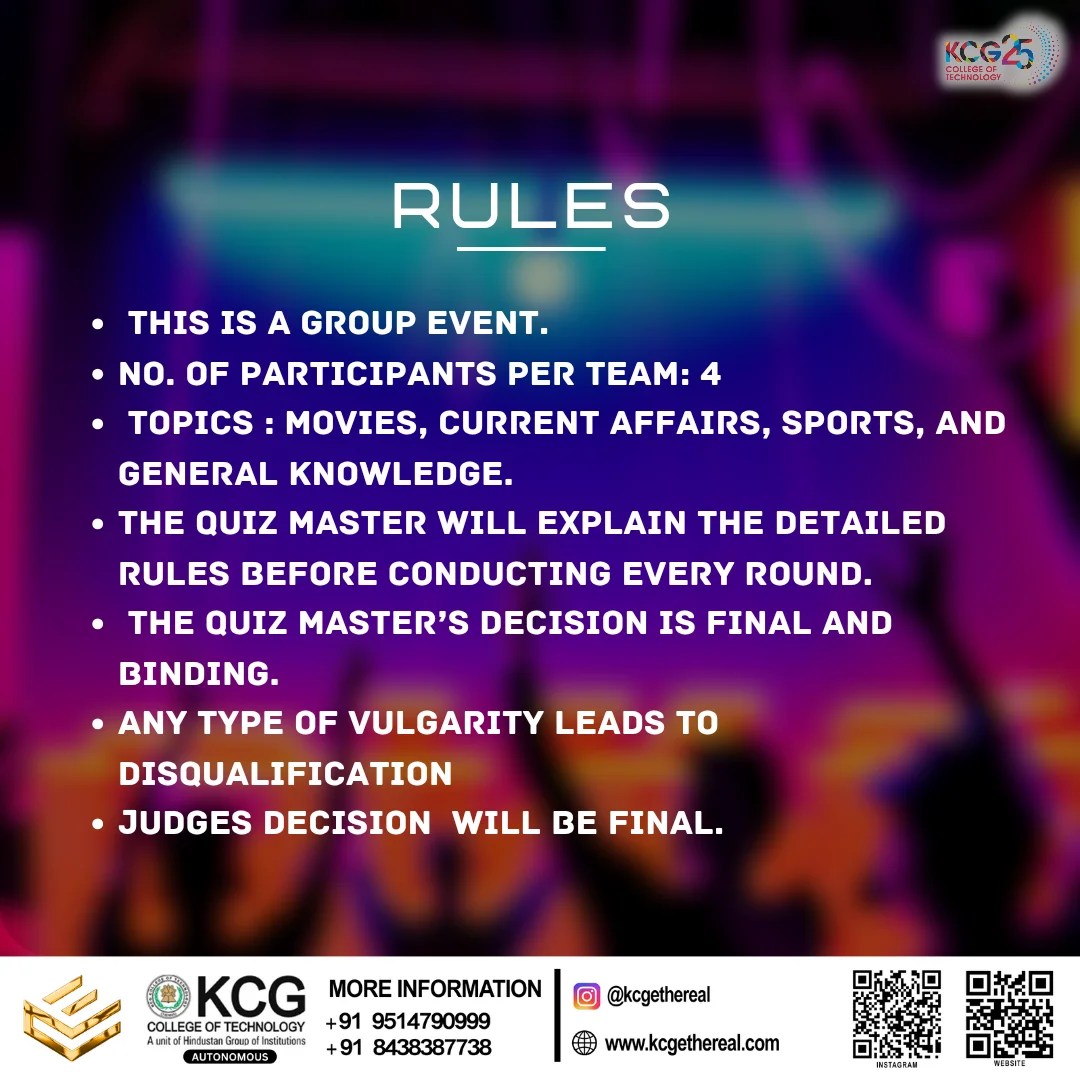 KCG25
COLLEGE OF
TECHNOLOGY
RULES
• THIS IS A GROUP EVENT.
• NO. OF PARTICIPANTS PER TEAM: 4
• TOPICS : MOVIES, CURRENT AFFAIRS, SPORTS, AND
GENERAL KNOWLEDGE.
• THE QUIZ MASTER WILL EXPLAIN THE DETAILED
RULES BEFORE CONDUCTING EVERY ROUND.
• THE QUIZ MASTER’S DECISION IS FINAL AND
BINDING.
• ANY TYPE OF VULGARITY LEADS TO
DISQUALIFICATION
• JUDGES DECISION WILL BE FINAL.
KCG
COLLEGE OF TECHNOLOGY
A unit of Hindustan Group of Institutions
AUTONOMOUS
MORE INFORMATION
+91 9514790999
+91 8438387738
@kcgethereal
www.kcgethereal.com
INSTAGRAM
WEBSITE